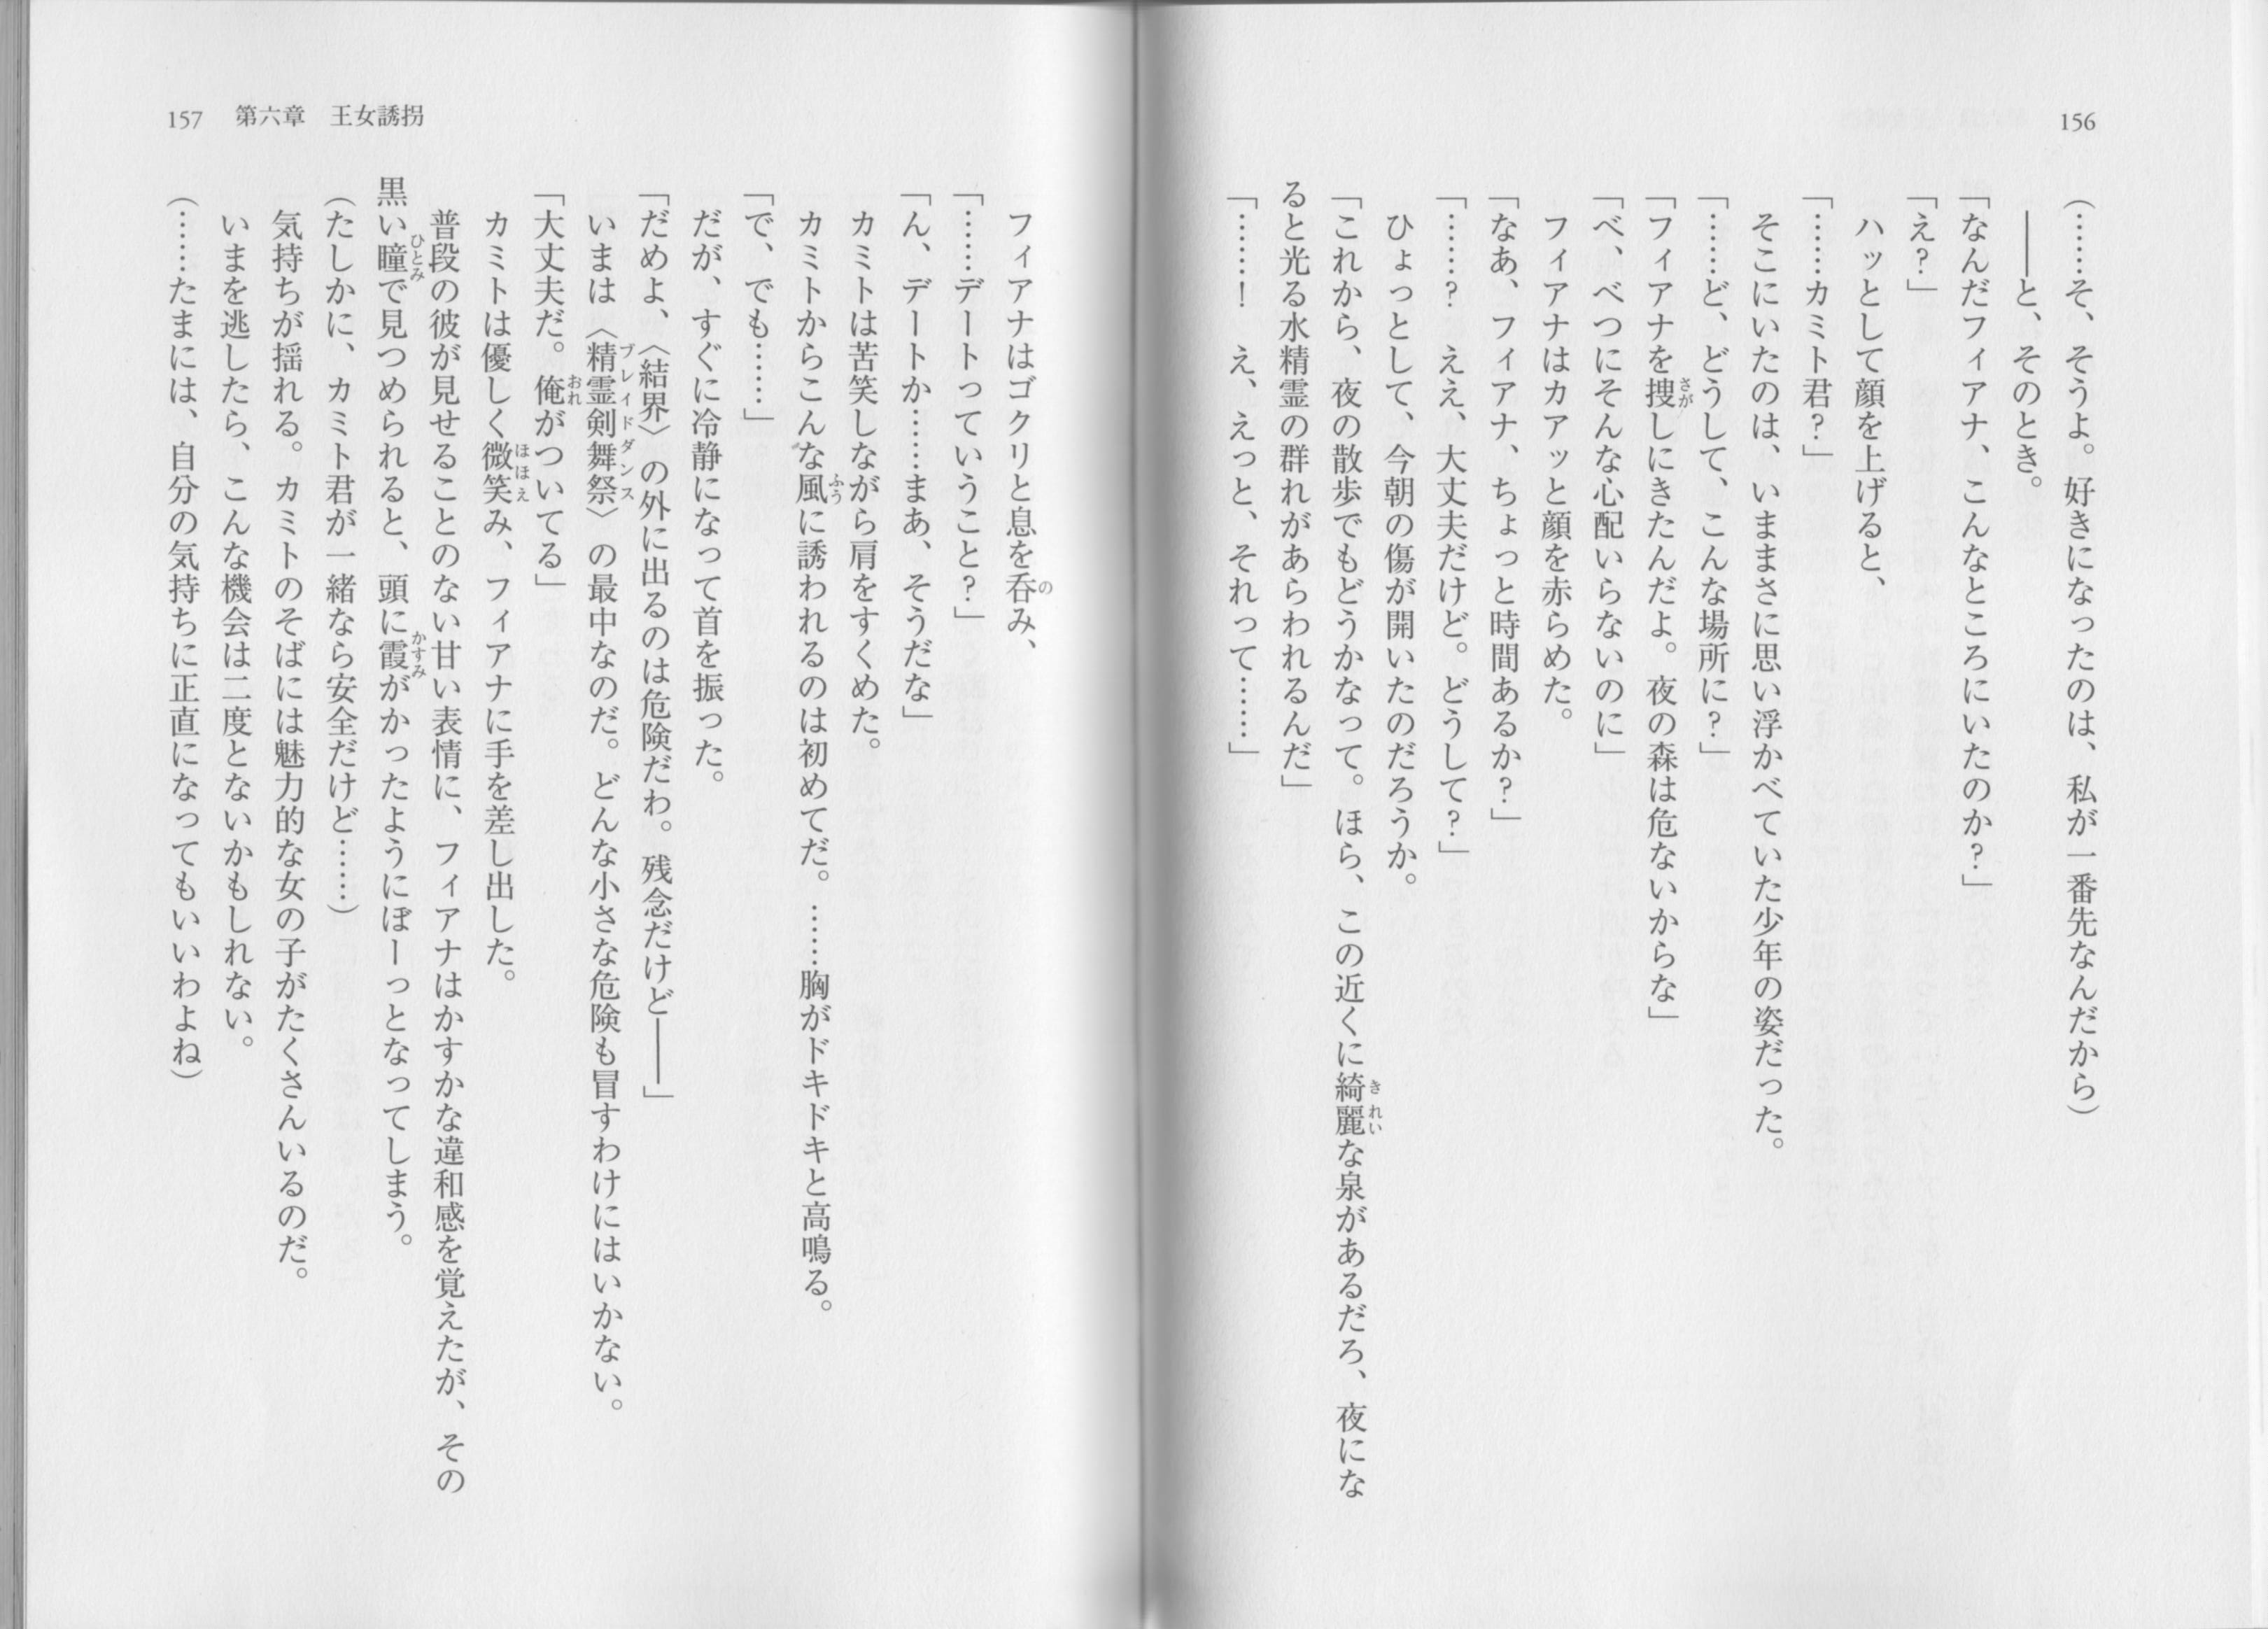 156
(……そ、そうよ。好きになったのは、私が一番先なんだから)
――と、そのとき。
「なんだフィアナ、こんなところにいたのか?」
「え?」
ハッとして顔を上げると、
「……カミト君?」
そこにいたのは、いままさに思い浮かべていた少年の姿だった。
「……ど、どうして、こんな場所に?」
「フィアナを捜しにきたんだよ。夜の森は危ないからな」
「べ、べつにそんな心配いらないのに」
フィアナはカアッと顔を赤らめた。
「なあ、フィアナ、ちょっと時間あるか?」
「……? ええ、大丈夫だけど。どうして?」
ひょっとして、今朝の傷が開いたのだろうか。
「これから、夜の散歩でもどうかなって。ほら、この近くに綺麗な泉があるだろ、夜にな
ると光る水精霊の群れがあらわれるんだ」
「……! え、えっと、それって……」
157 第六章 王女誘拐
フィアナはゴクリと息を呑み、
「……デートっていうこと?」
「ん、デートか……まあ、そうだな」
カミトは苦笑しながら肩をすくめた。
カミトからこんな風に誘われるのは初めてだ。……胸がドキドキと高鳴る。
「で、でも……」
だが、すぐに冷静になって首を振った。
「だめよ、〈結界〉の外に出るのは危険だわ。残念だけど――」
いまは〈精霊剣舞祭〉の最中なのだ。どんな小さな危険も冒すわけにはいかない。
「大丈夫だ。俺がついてる」
カミトは優しく微笑み、フィアナに手を差し出した。
普段の彼が見せることのない甘い表情に、フィアナはかすかな違和感を覚えたが、その
黒い瞳で見つめられると、頭に霞がかったようにぼーっとなってしまう。
(たしかに、カミト君が一緒なら安全だけど……)
気持ちが揺れる。カミトのそばには魅力的な女の子がたくさんいるのだ。
いまを逃したら、こんな機会は二度とないかもしれない。
(……たまには、自分の気持ちに正直になってもいいわよね)